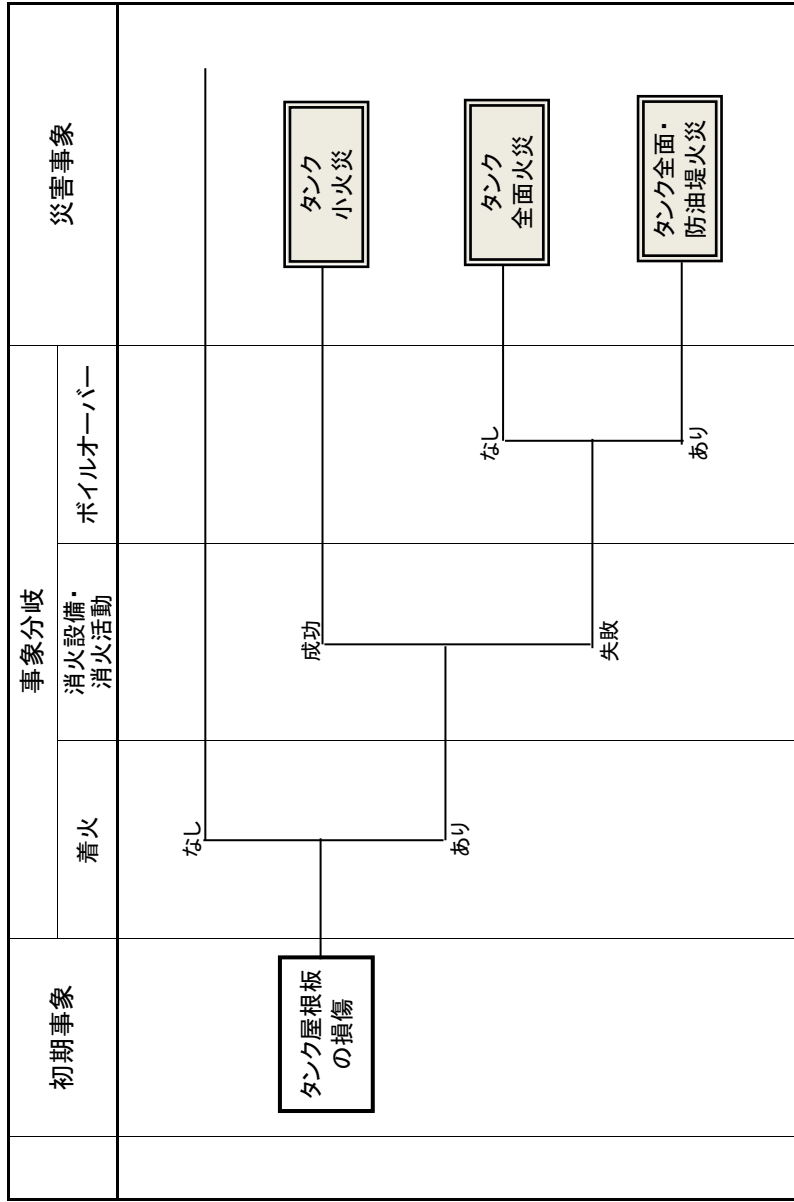 初期事象
事象分岐
災害事象
着火
消火設備・
消火活動
ボイルオーバー
タンク屋根板
の損傷
なし
あり
成功
失敗
なし
あり
タンク
小火災
タンク
全面火災
タンク全面・
防油堤火災